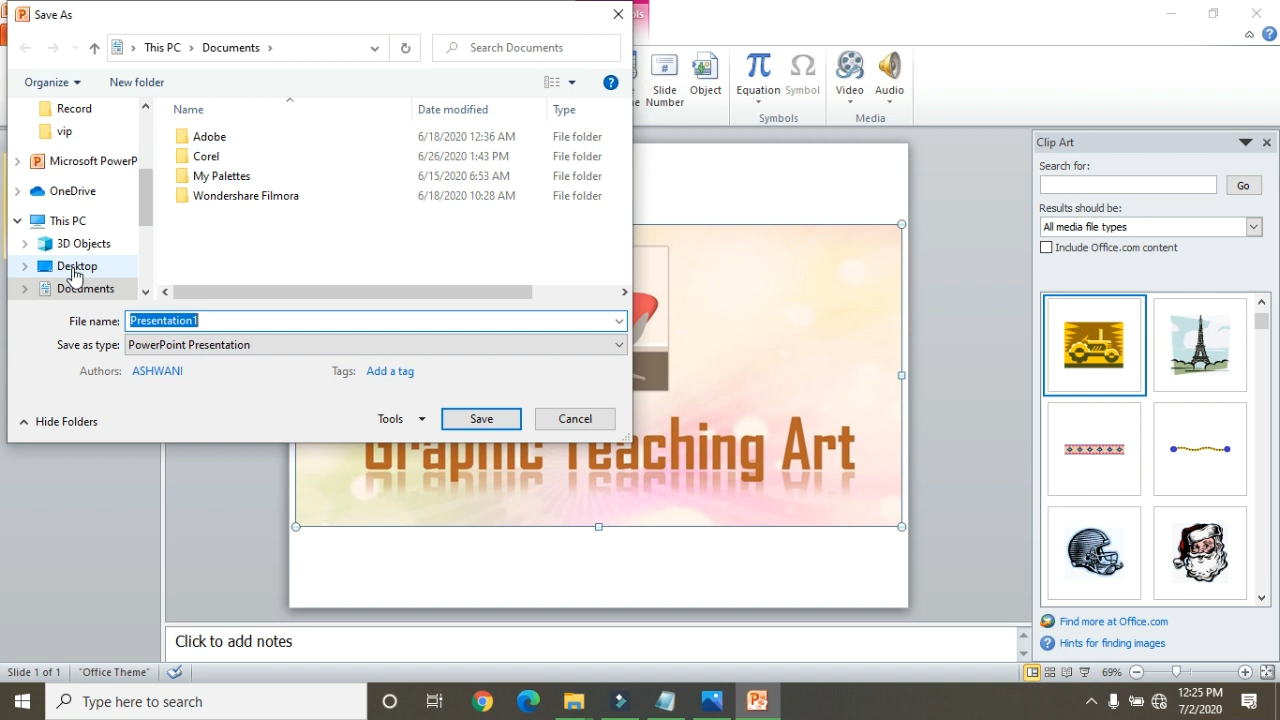 Save As
This PC > Documents >
Search Documents
Organize
New folder
Record
vip
Microsoft PowerP
OneDrive
This PC
3D Objects
Desktop
Documents
Name Date modified Type
Adobe 6/18/2020 12:36 AM File folder
Corel 6/26/2020 1:43 PM File folder
My Palettes 6/15/2020 6:53 AM File folder
Wondershare Filmora 6/18/2020 10:28 AM File folder
File name: Presentation1
Save as type: PowerPoint Presentation
Authors: ASHWANI
Tags: Add a tag
Hide Folders
Tools
Save
Cancel
Slide
Number
Object
Equation
Symbol
Symbols
Video
Audio
Media
Graphic Teaching Art
Clip Art
Search for:
Go
Results should be:
All media file types
Include Office.com content
Find more at Office.com
Hints for finding images
Click to add notes
Slide 1 of 1
"Office Theme"
69%
Type here to search
12:25 PM
7/2/2020